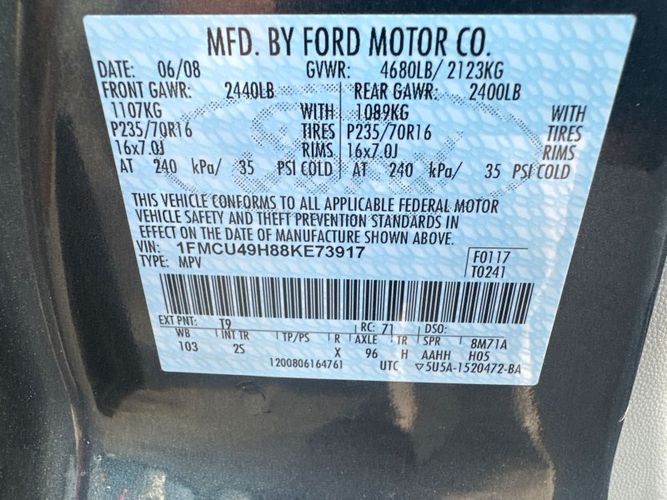 MFD. BY FORD MOTOR CO.
DATE: 06/08 GVWR: 4680LB/ 2123KG
FRONT GAWR: 2440LB REAR GAWR: 2400LB
1107KG WITH 1089KG WITH
P235/70R16 TIRES P235/70R16 TIRES
16x7.0J RIMS 16x7.0J RIMS
AT 240 kPa/ 35 PSI COLD AT 240 kPa/ 35 PSI COLD
THIS VEHICLE CONFORMS TO ALL APPLICABLE FEDERAL MOTOR
VEHICLE SAFETY AND THEFT PREVENTION STANDARDS IN
EFFECT ON THE DATE OF MANUFACTURE SHOWN ABOVE.
VIN: 1FMCU49H88KE73917 F0117
TYPE: MPV T0241
EXT PNT: T9 RC: 71 DSO:
WB INT TR TP/PS R AXLE TR SPR 8M71A
103 2S X 96 H AAHH H05
1200806164761 UTC ▽5U5A-1520472-BA